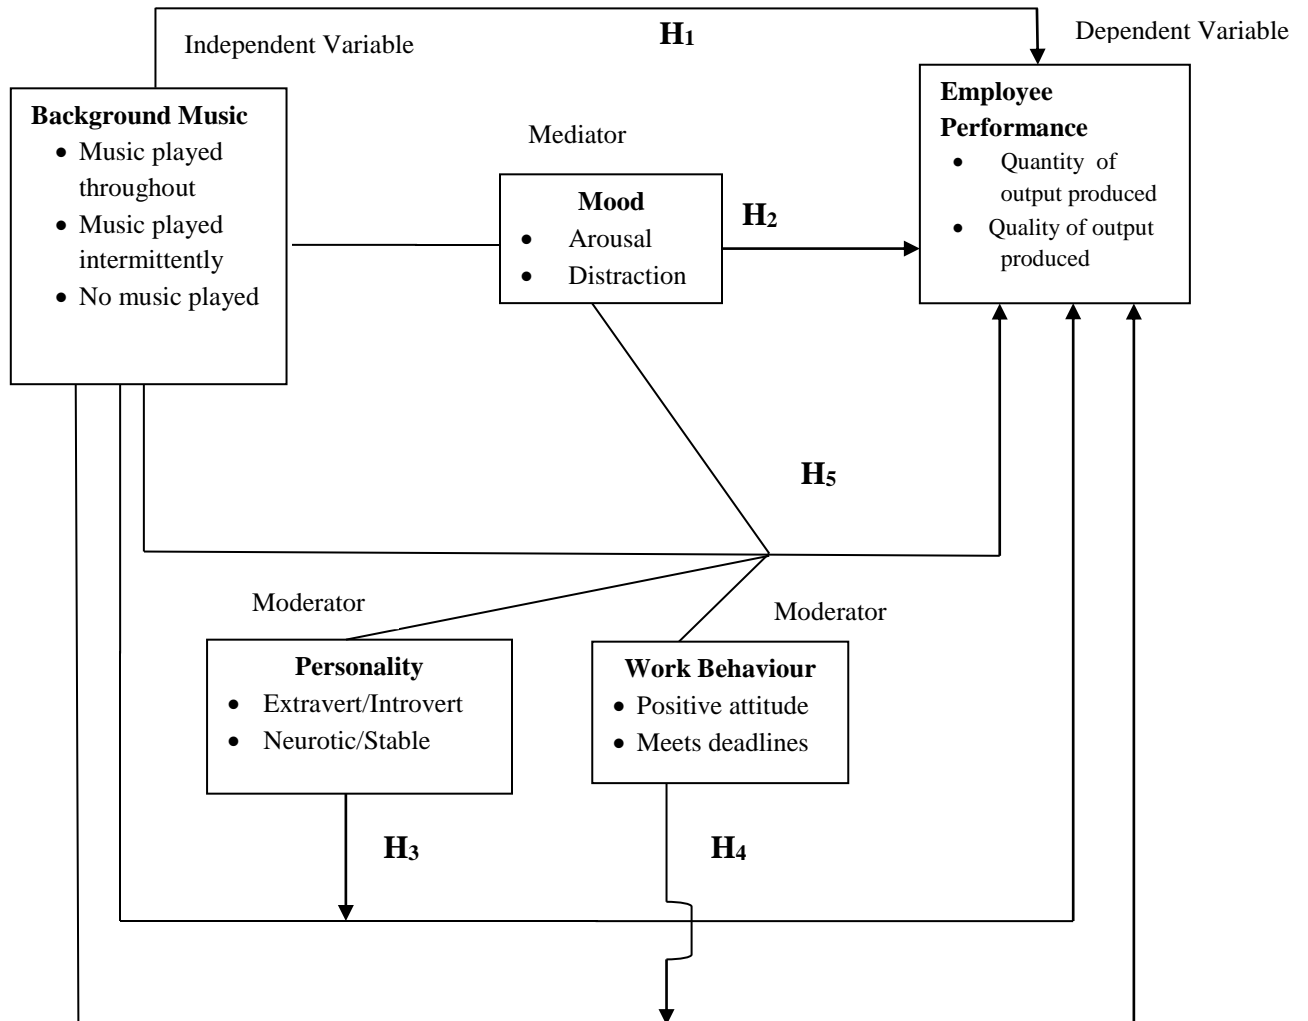 Independent Variable
H1
Dependent Variable
Background Music
• Music played
throughout
• Music played
intermittently
• No music played
Mediator
Mood
• Arousal
• Distraction
H2
Employee
Performance
• Quantity of
output produced
• Quality of output
produced
H5
Moderator
Personality
• Extravert/Introvert
• Neurotic/Stable
Moderator
Work Behaviour
• Positive attitude
• Meets deadlines
H3
H4